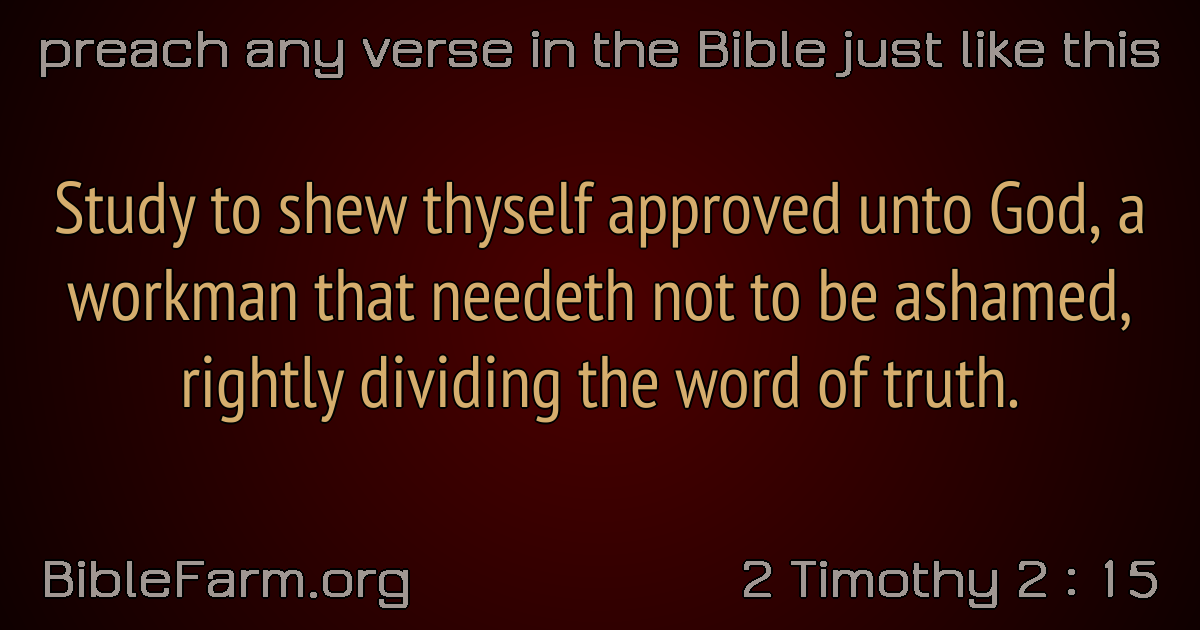 preach any verse in the Bible just like this
Study to shew thyself approved unto God, a
workman that needeth not to be ashamed,
rightly dividing the word of truth.
BibleFarm.org
2 Timothy 2 : 15